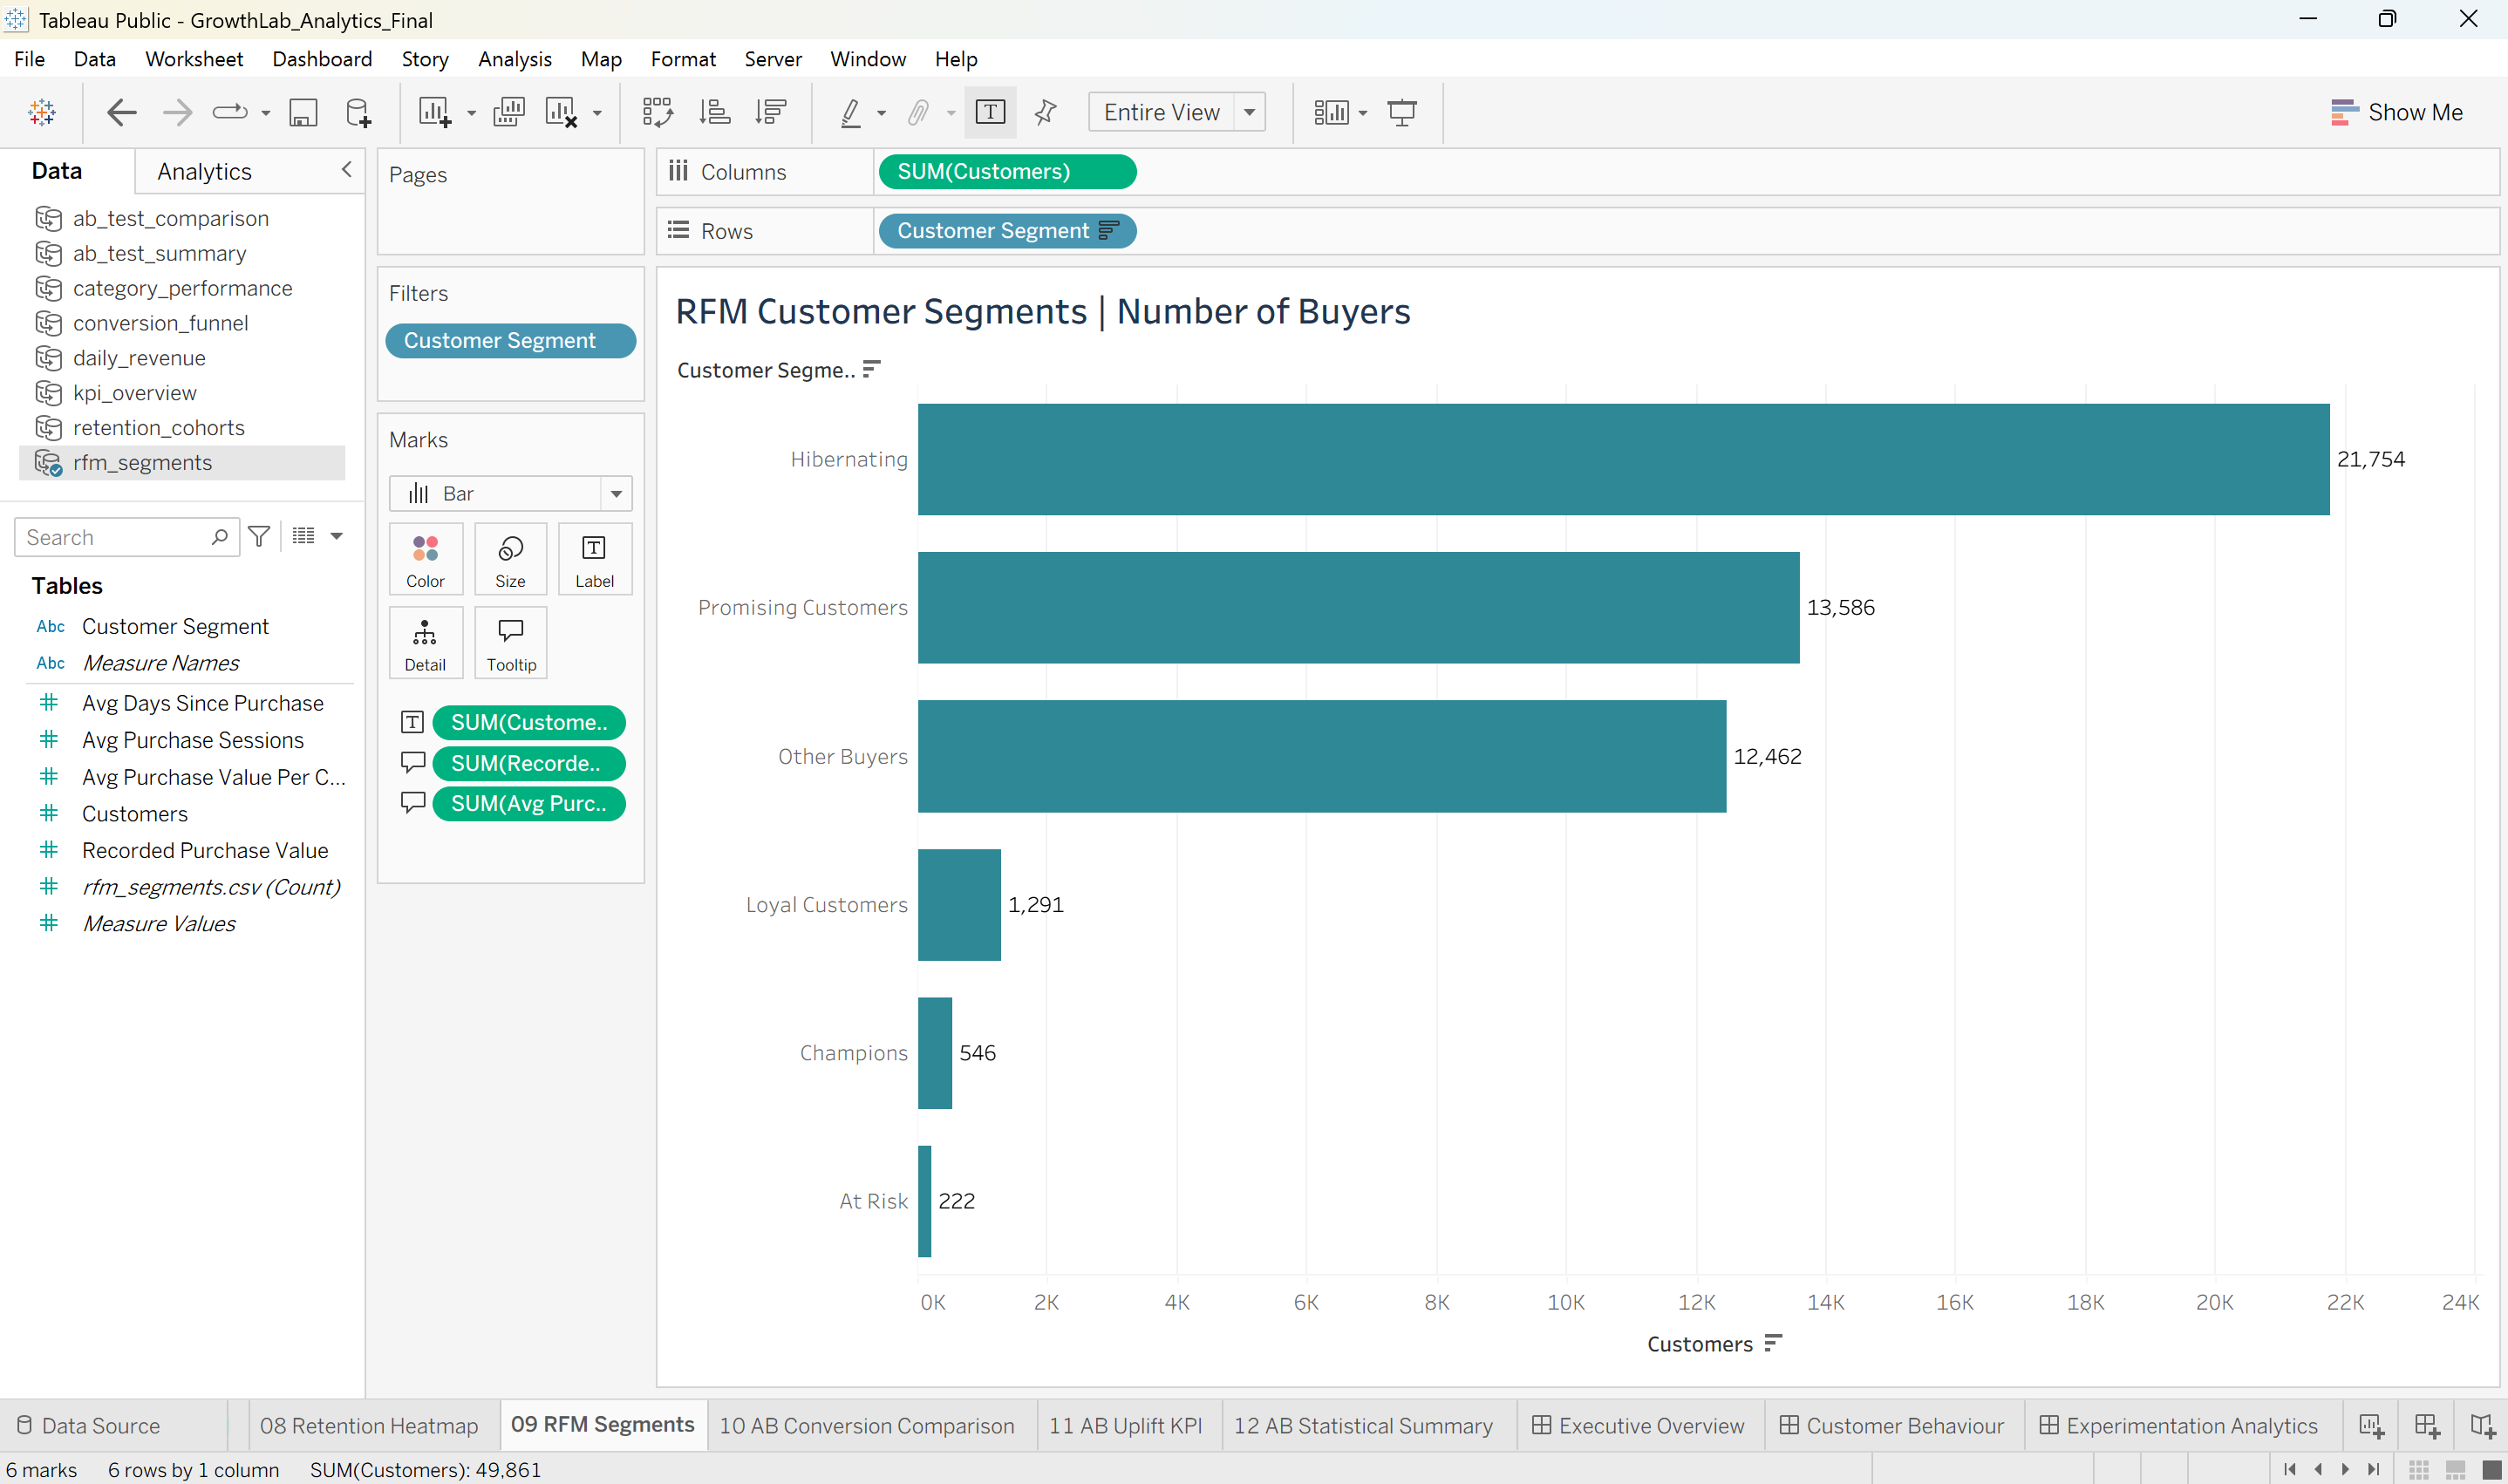 Tableau Public - GrowthLab_Analytics_Final
File Data Worksheet Dashboard Story Analysis Map Format Server Window Help
Entire View
Show Me
Data Analytics
ab_test_comparison
ab_test_summary
category_performance
conversion_funnel
daily_revenue
kpi_overview
retention_cohorts
rfm_segments
Search
Tables
Abc Customer Segment
Abc Measure Names
Avg Days Since Purchase
Avg Purchase Sessions
Avg Purchase Value Per C...
Customers
Recorded Purchase Value
rfm_segments.csv (Count)
Measure Values
Pages
Filters
Customer Segment
Marks
Bar
Color Size Label
Detail Tooltip
SUM(Custome..
SUM(Recorde..
SUM(Avg Purc..
Columns SUM(Customers)
Rows Customer Segment
RFM Customer Segments | Number of Buyers
Customer Segme..
Hibernating 21,754
Promising Customers 13,586
Other Buyers 12,462
Loyal Customers 1,291
Champions 546
At Risk 222
0K 2K 4K 6K 8K 10K 12K 14K 16K 18K 20K 22K 24K
Customers
Data Source 08 Retention Heatmap 09 RFM Segments 10 AB Conversion Comparison 11 AB Uplift KPI 12 AB Statistical Summary Executive Overview Customer Behaviour Experimentation Analytics
6 marks 6 rows by 1 column SUM(Customers): 49,861